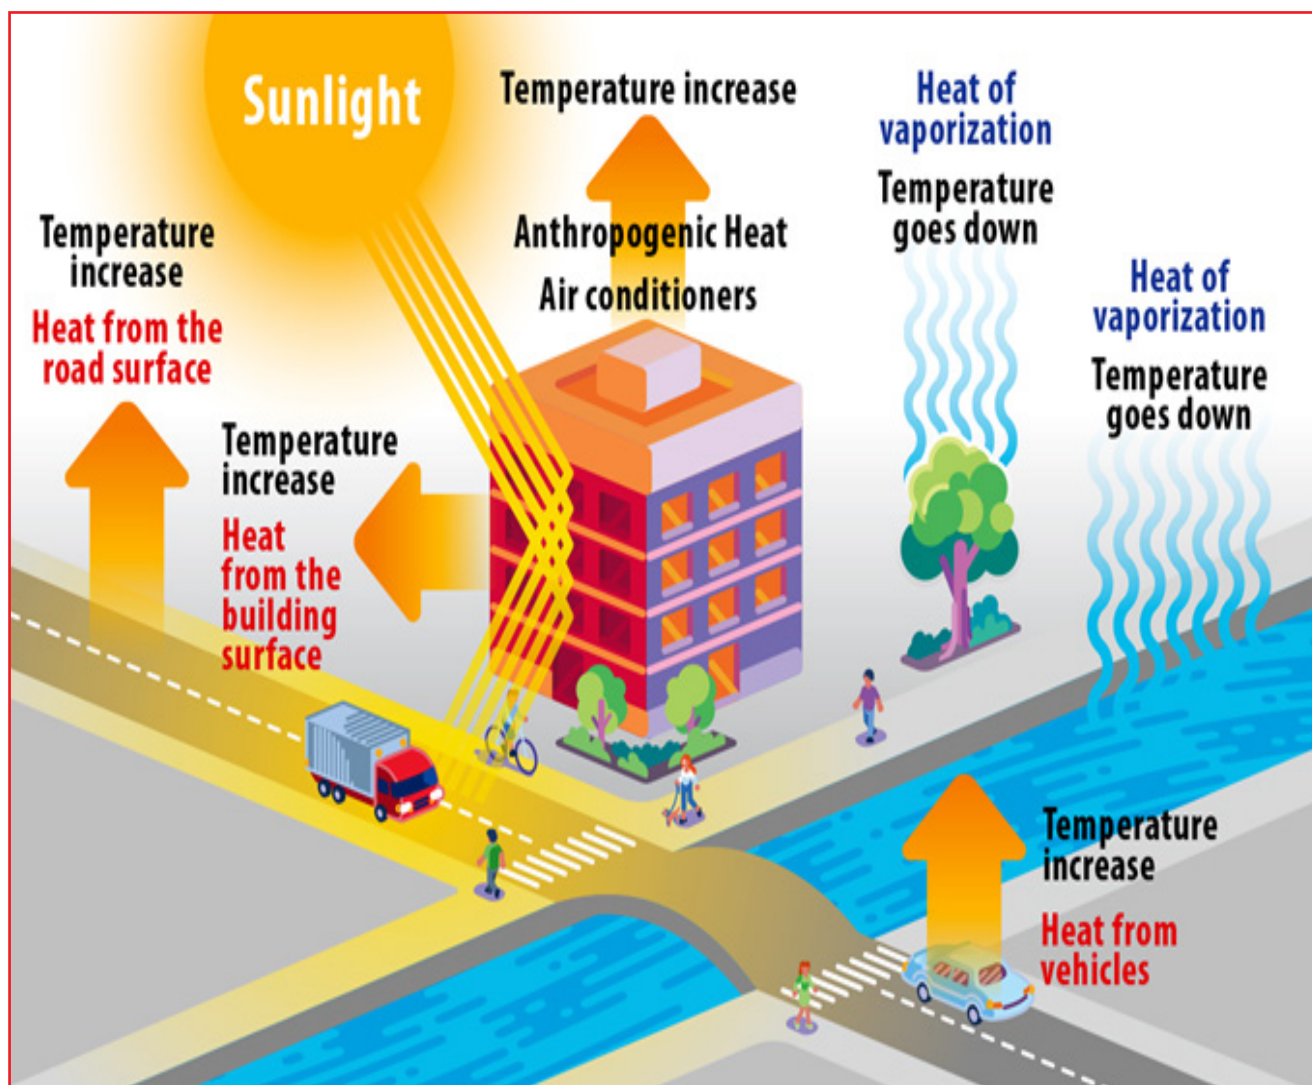 Sunlight
Temperature increase
Anthropogenic Heat
Air conditioners
Heat of
vaporization
Temperature
goes down
Heat of
vaporization
Temperature
goes down
Temperature
increase
Heat from the
road surface
Temperature
increase
Heat
from the
building
surface
Temperature
increase
Heat from
vehicles